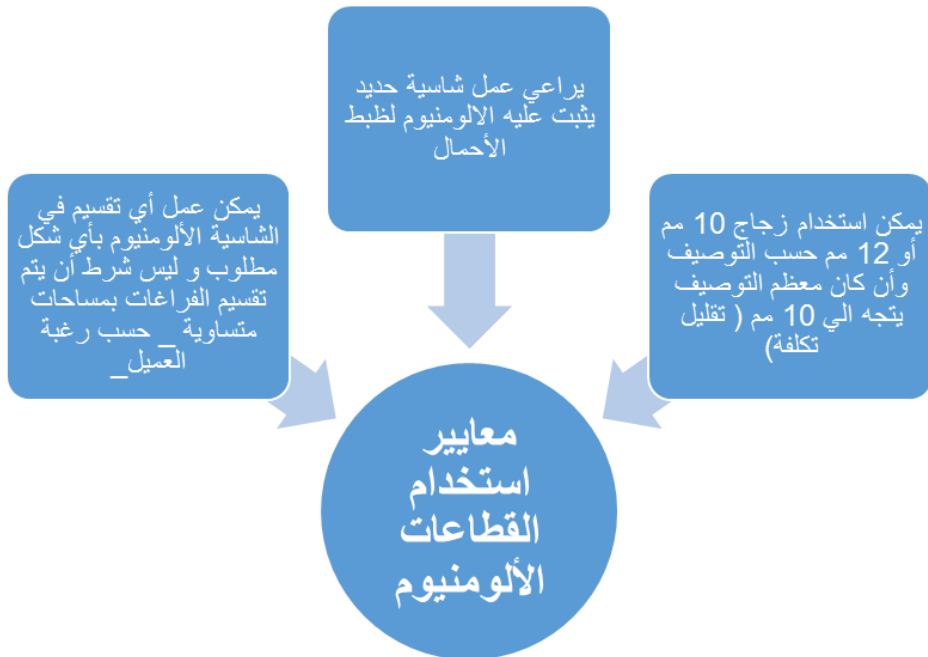 يراعي عمل شاسية حديد
يثبت عليه الالومنيوم لظبط
الأحمال
يمكن استخدام زجاج 10 مم
أو 12 مم حسب التوصيف
وأن كان معظم التوصيف
يتجه الي 10 مم ( تقليل
تكلفة)
يمكن عمل أي تقسيم في
الشاسية الألومنيوم بأي شكل
مطلوب و ليس شرط أن يتم
تقسيم الفراغات بمساحات
متساوية _ حسب رغبة
العميل_
معايير
استخدام
القطاعات
الألومنيوم